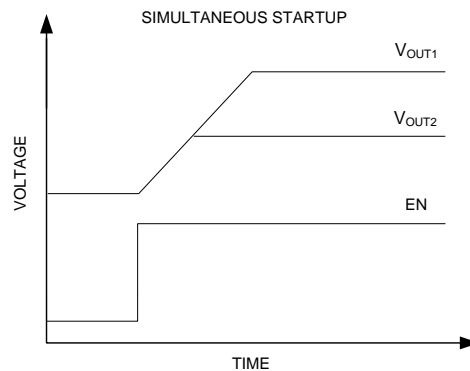 SIMULTANEOUS STARTUP
VOUT1
VOUT2
VOLTAGE
EN
TIME